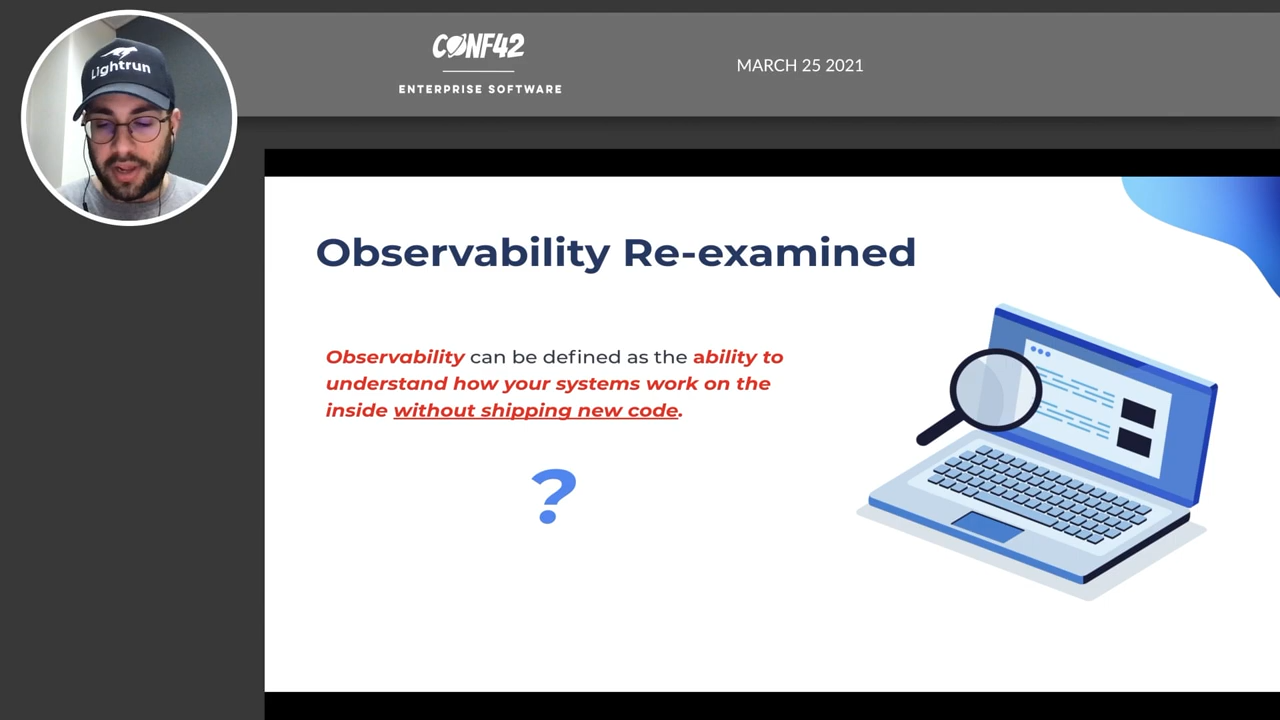 Lightrun
CONF42
ENTERPRISE SOFTWARE
MARCH 25 2021
Observability Re-examined
Observability can be defined as the ability to
understand how your systems work on the
inside without shipping new code.
?